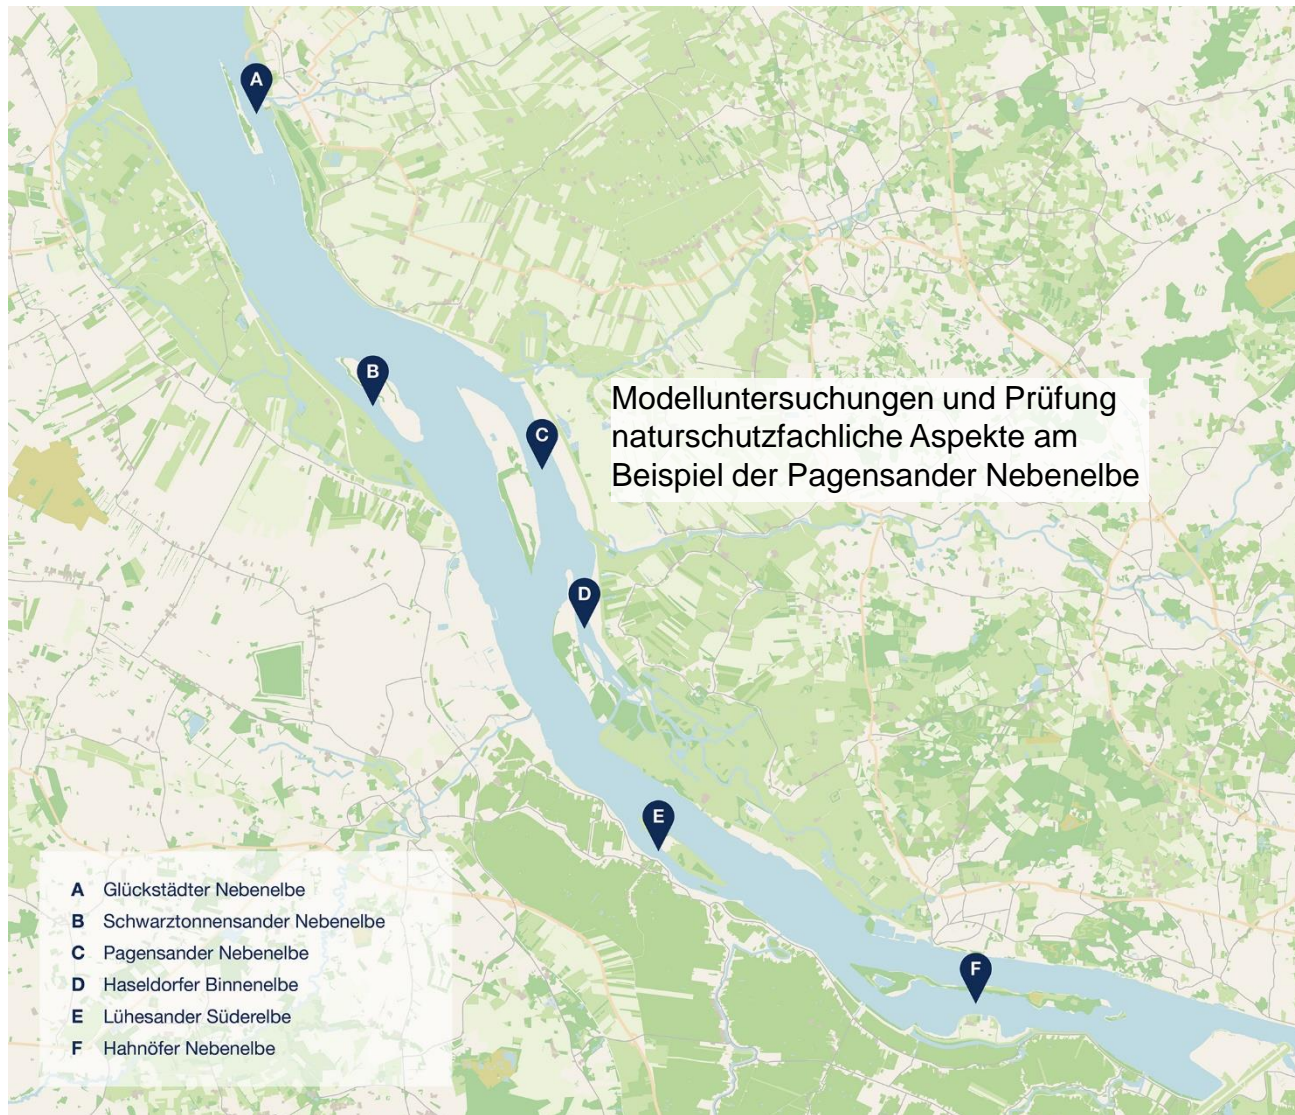 A
B
C
Modelluntersuchungen und Prüfung
naturschutzfachliche Aspekte am
Beispiel der Pagensander Nebenelbe
D
E
F
A Glückstädter Nebenelbe
B Schwarztonnensander Nebenelbe
C Pagensander Nebenelbe
D Haseldorfer Binnenelbe
E Lühesander Süderelbe
F Hahnöfer Nebenelbe